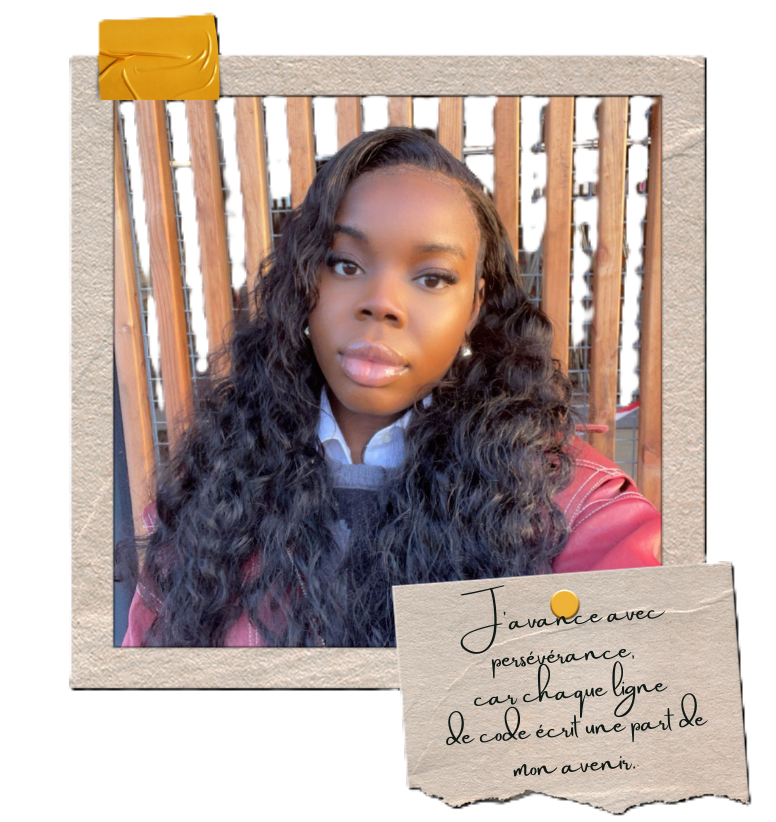 J'avance avec
persévérance,
car chaque ligne
de code écrit une part de
mon avenir.